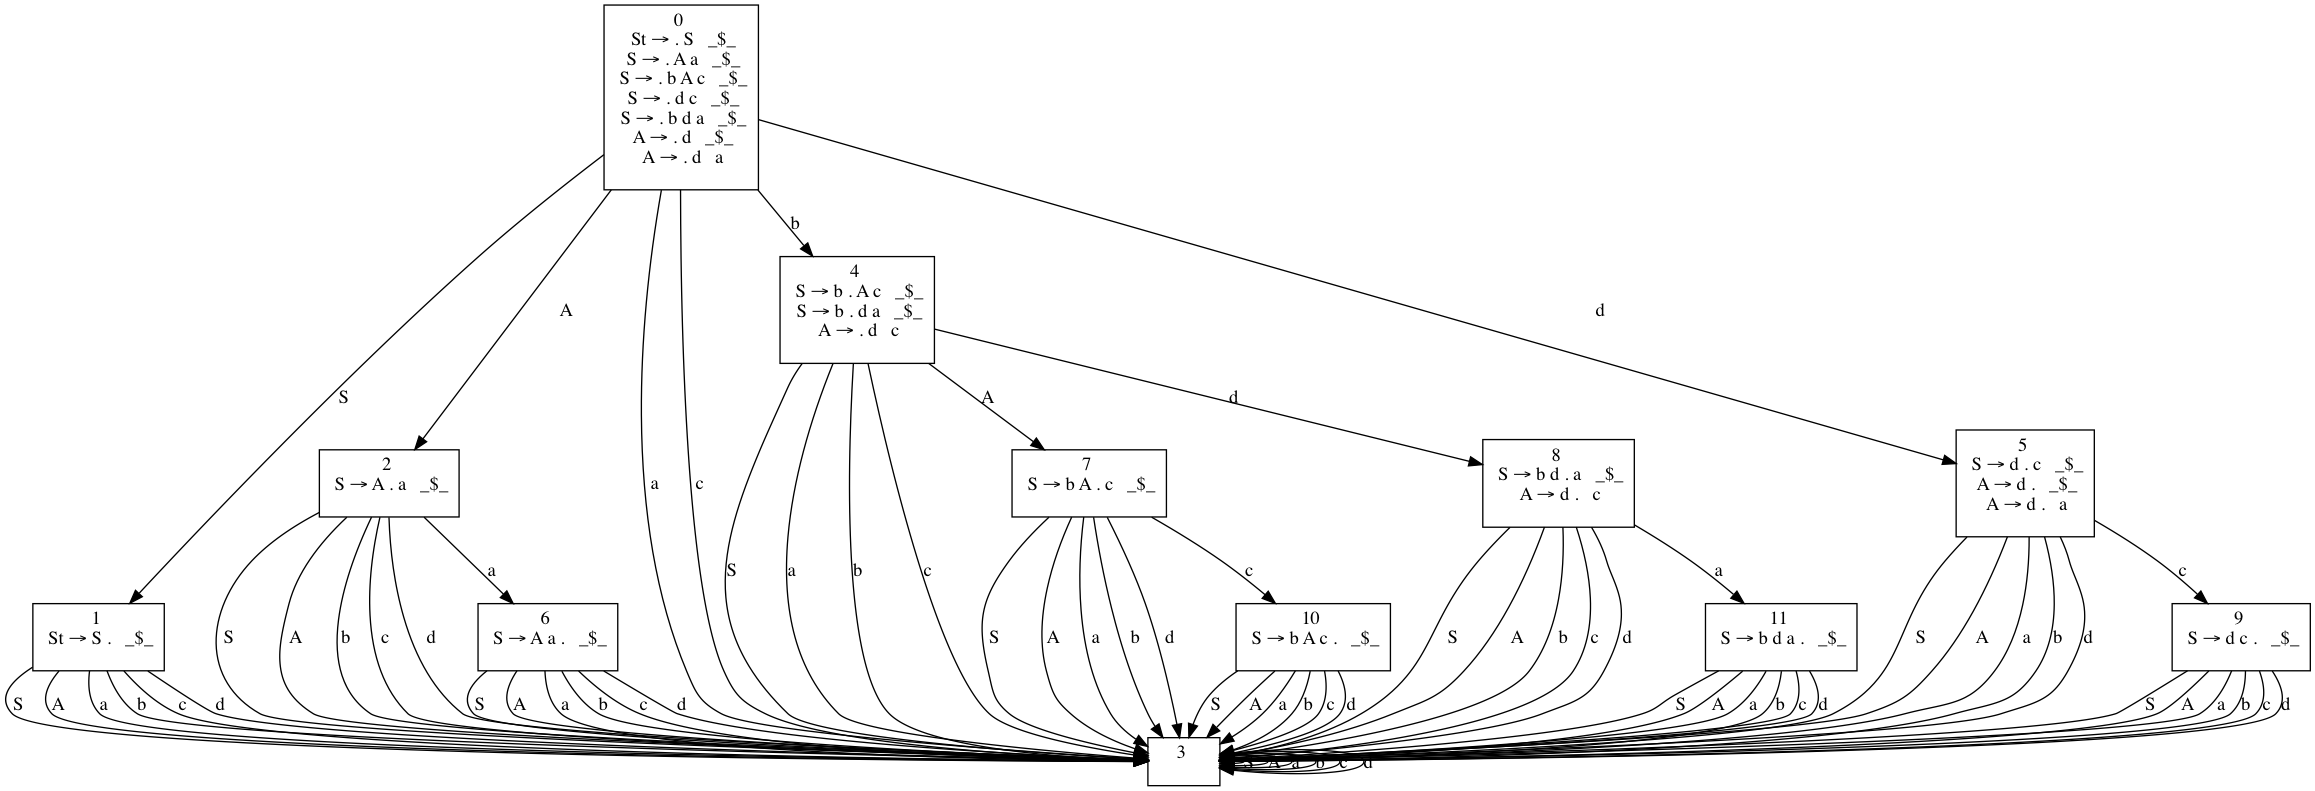 0
St → . S _$_
S → . A a _$_
S → . b A c _$_
S → . d c _$_
S → . b d a _$_
A → . d _$_
A → . d a
b
4
S → b . A c _$_
S → b . d a _$_
A → . d c
A
d
S
A
d
a
c
2
S → A . a _$_
7
S → b A . c _$_
8
S → b d . a _$_
A → d . c
5
S → d . c _$_
A → d . _$_
A → d . a
a
S
a
b
c
c
a
c
1
St → S . _$_
S
A
b
c
d
6
S → A a . _$_
S
A
a
b
d
10
S → b A c . _$_
S
A
b
c
d
11
S → b d a . _$_
S
A
a
b
d
9
S → d c . _$_
S
A
a
b
c
d
S
A
a
b
c
d
S
A
a
b
c
d
S
A
a
b
c
d
S
A
a
b
c
d
3
S
A
a
b
c
d